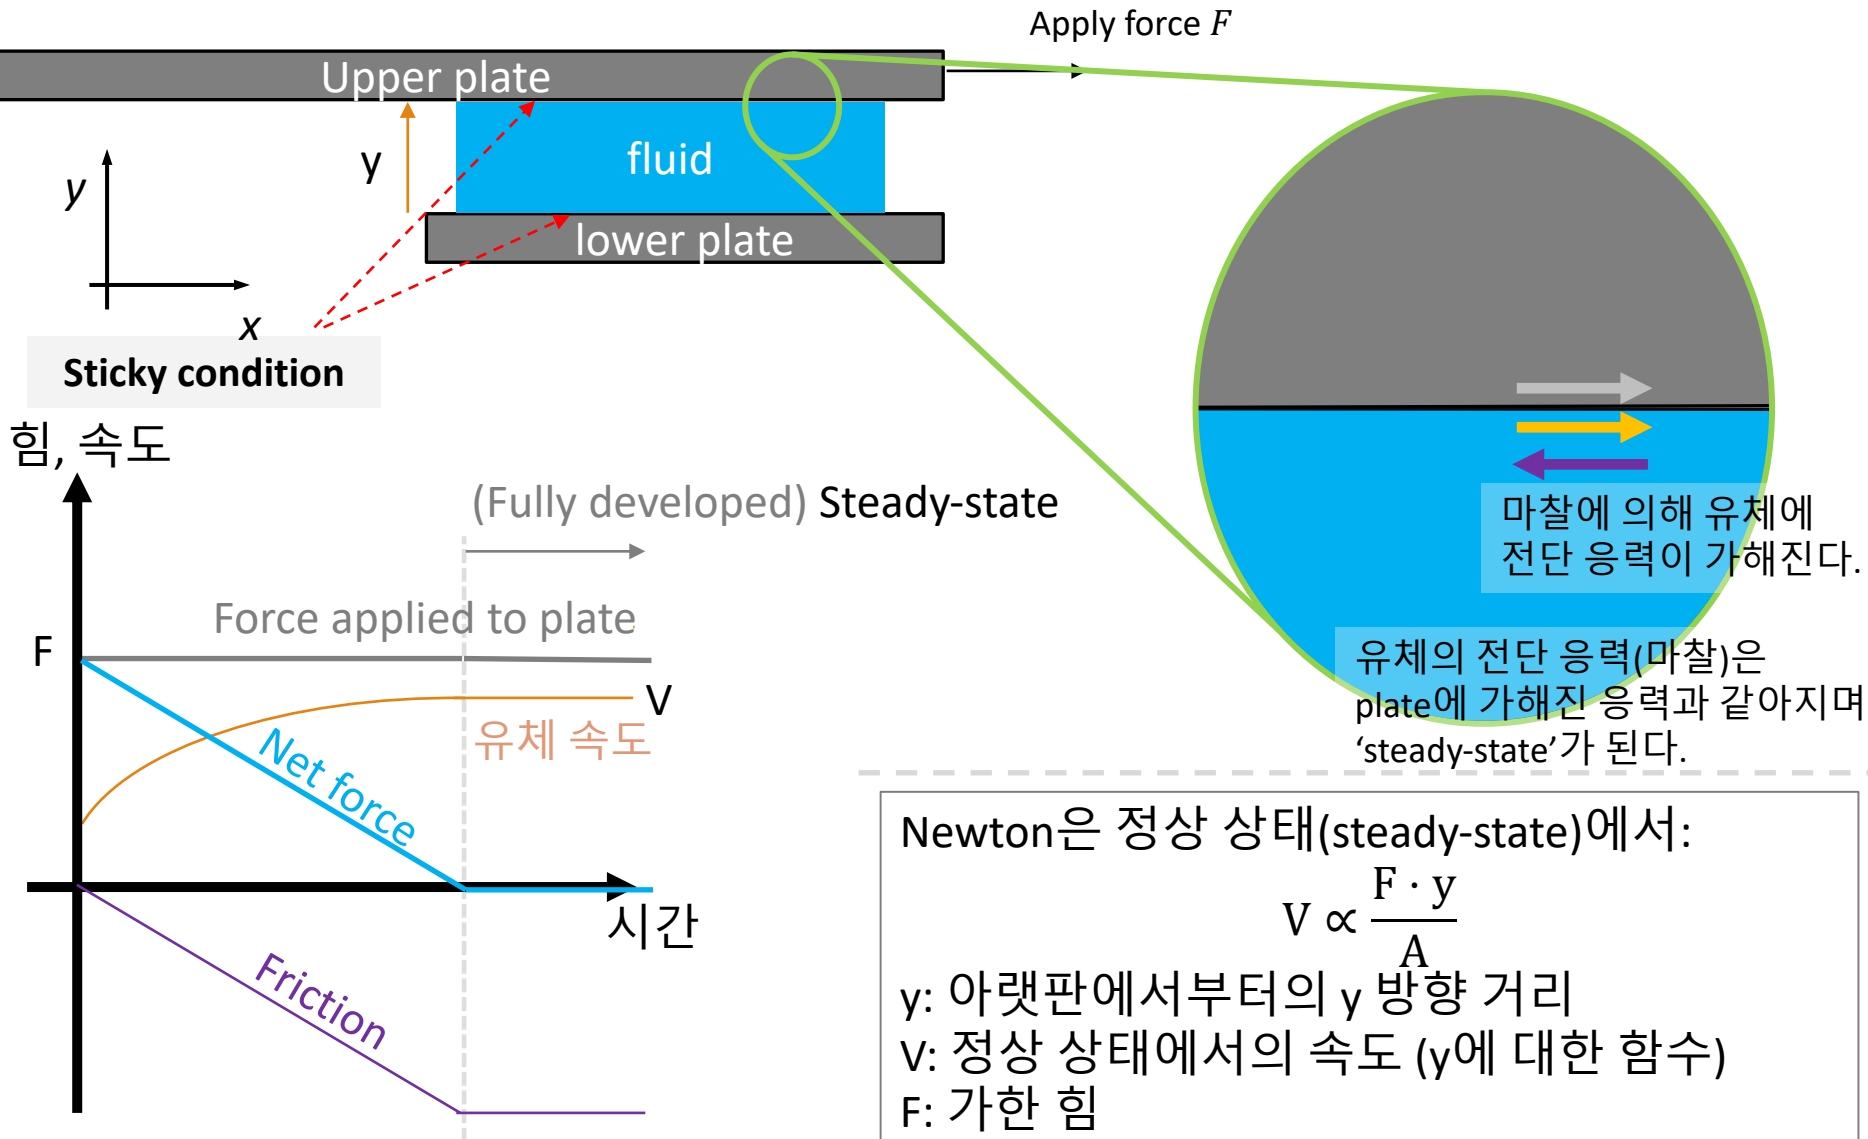 Apply force F
Upper plate
y
fluid
y
lower plate
x
Sticky condition
힘, 속도
(Fully developed) Steady-state
Force applied to plate
F
V
유체 속도
Net force
시간
Friction
마찰에 의해 유체에
전단 응력이 가해진다.
유체의 전단 응력(마찰)은
plate에 가해진 응력과 같아지며
‘steady-state’가 된다.
Newton은 정상 상태(steady-state)에서:
V ∝ F · y / A
y: 아랫판에서부터의 y 방향 거리
V: 정상 상태에서의 속도 (y에 대한 함수)
F: 가한 힘